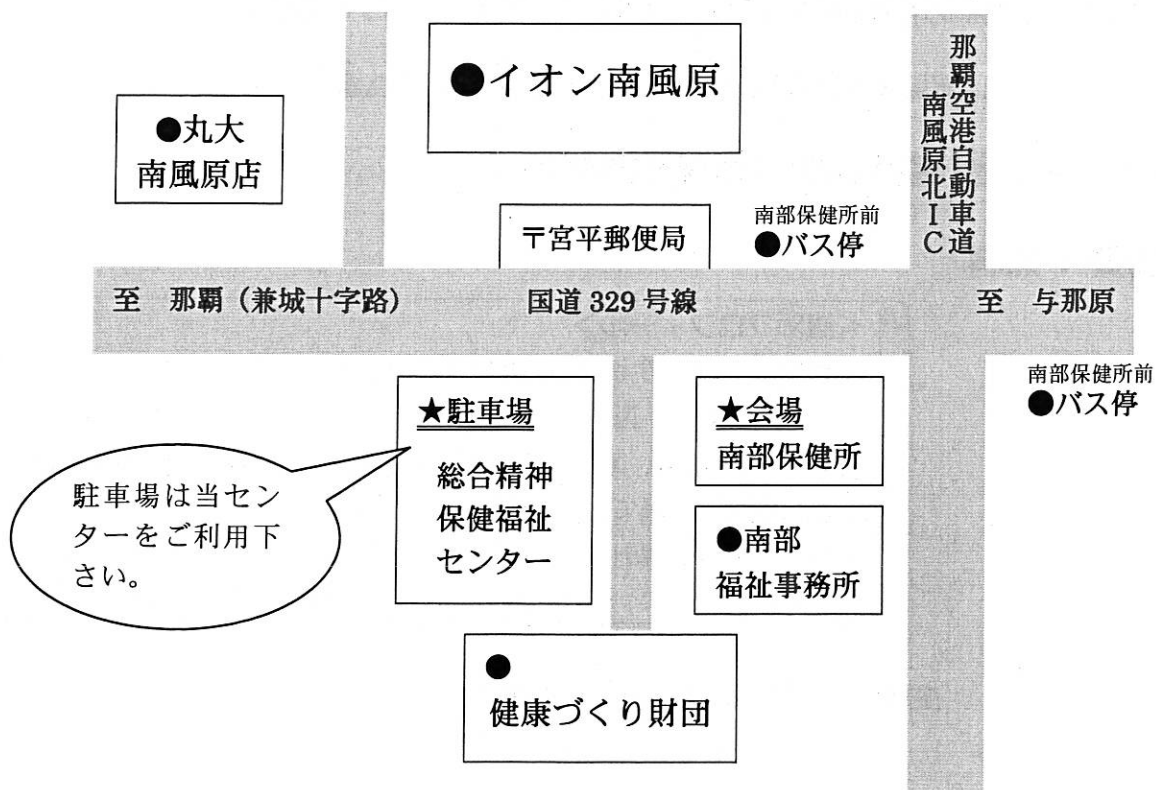 ●イオン南風原
●丸大
南風原店
那覇空港自動車道
南風原北IC
〒宮平郵便局
南部保健所前
●バス停
至 那覇（兼城十字路）
国道329号線
至 与那原
南部保健所前
●バス停
★駐車場
総合精神
保健福祉
センター
★会場
南部保健所
駐車場は当セン
ターをご利用下
さい。
●南部
福祉事務所
●
健康づくり財団